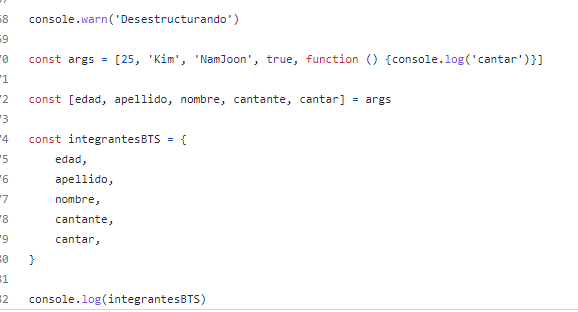 68 console.warn('Desestructurando')
69
70 const args = [25, 'Kim', 'NamJoon', true, function () {console.log('cantar')}]
71
72 const [edad, apellido, nombre, cantante, cantar] = args
73
74 const integrantesBTS = {
75 edad,
76 apellido,
77 nombre,
78 cantante,
79 cantar,
80 }
81
82 console.log(integrantesBTS)